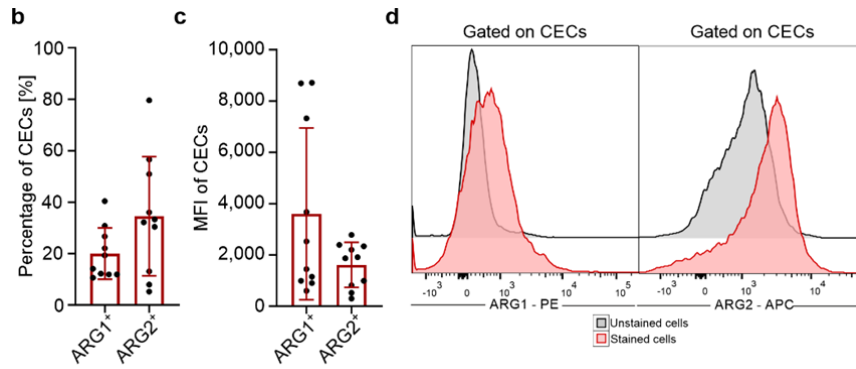 b
Percentage of CECs [%]
100
80
60
40
20
0
ARG1×
ARG2×
c
MFI of CECs
10,000
8,000
6,000
4,000
2,000
0
ARG1×
ARG2×
d
Gated on CECs
Gated on CECs
-10³ 0 10³ 10⁴ 10⁵
ARG1 - PE
-10³ 0 10³ 10⁴
ARG2 - APC
Unstained cells
Stained cells